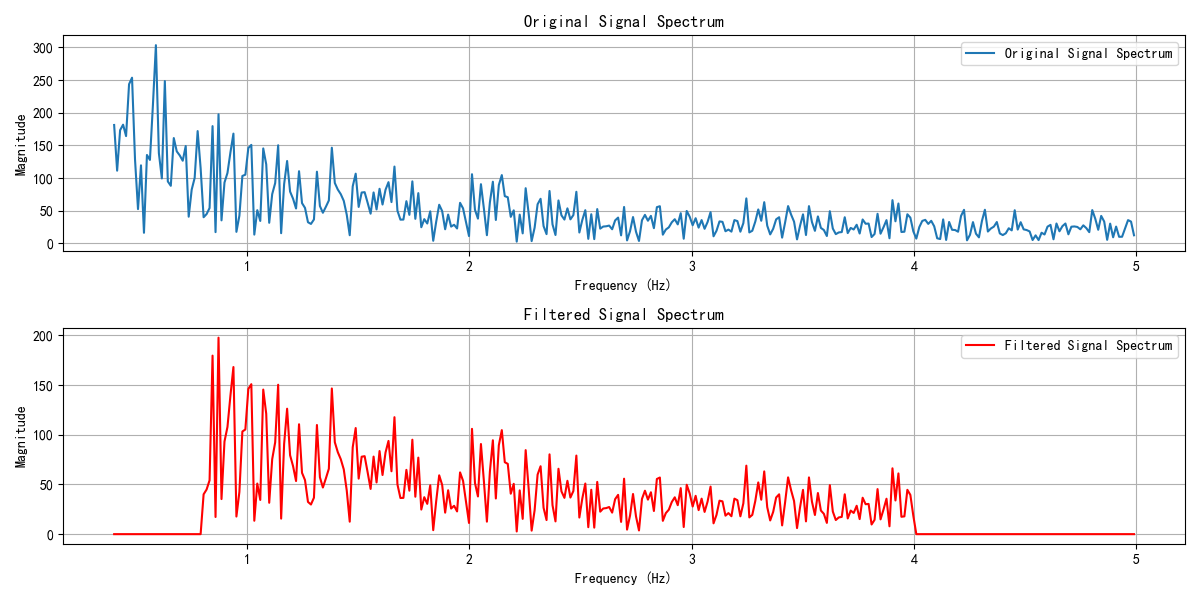 Original Signal Spectrum
Original Signal Spectrum
Magnitude
300
250
200
150
100
50
0
1
2
3
4
5
Frequency (Hz)
Filtered Signal Spectrum
Filtered Signal Spectrum
Magnitude
200
150
100
50
0
1
2
3
4
5
Frequency (Hz)